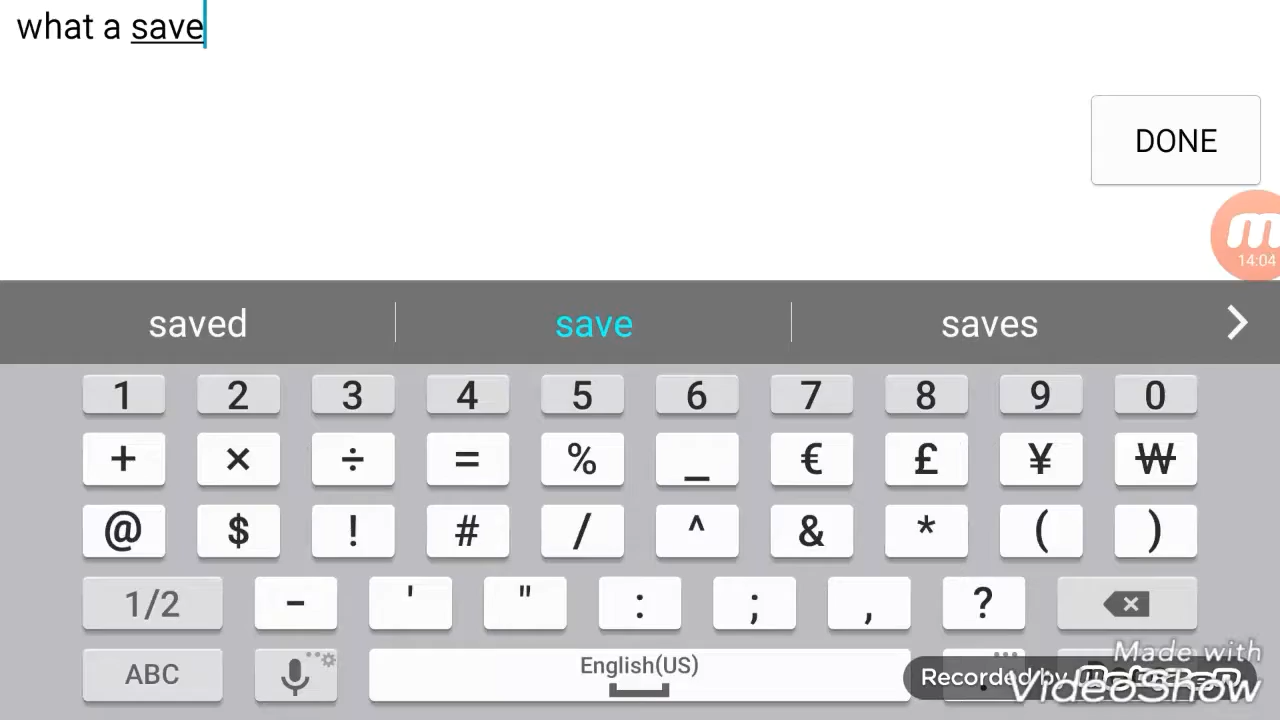 what a save
DONE
14:04
saved save saves
1 2 3 4 5 6 7 8 9 0
+ × ÷ = % _ € £ ¥ ₩
@ $ ! # / ^ & * ( )
1/2 - ' " : ; , ?
Made with
ABC English(US)
Recorded by
VideoShow